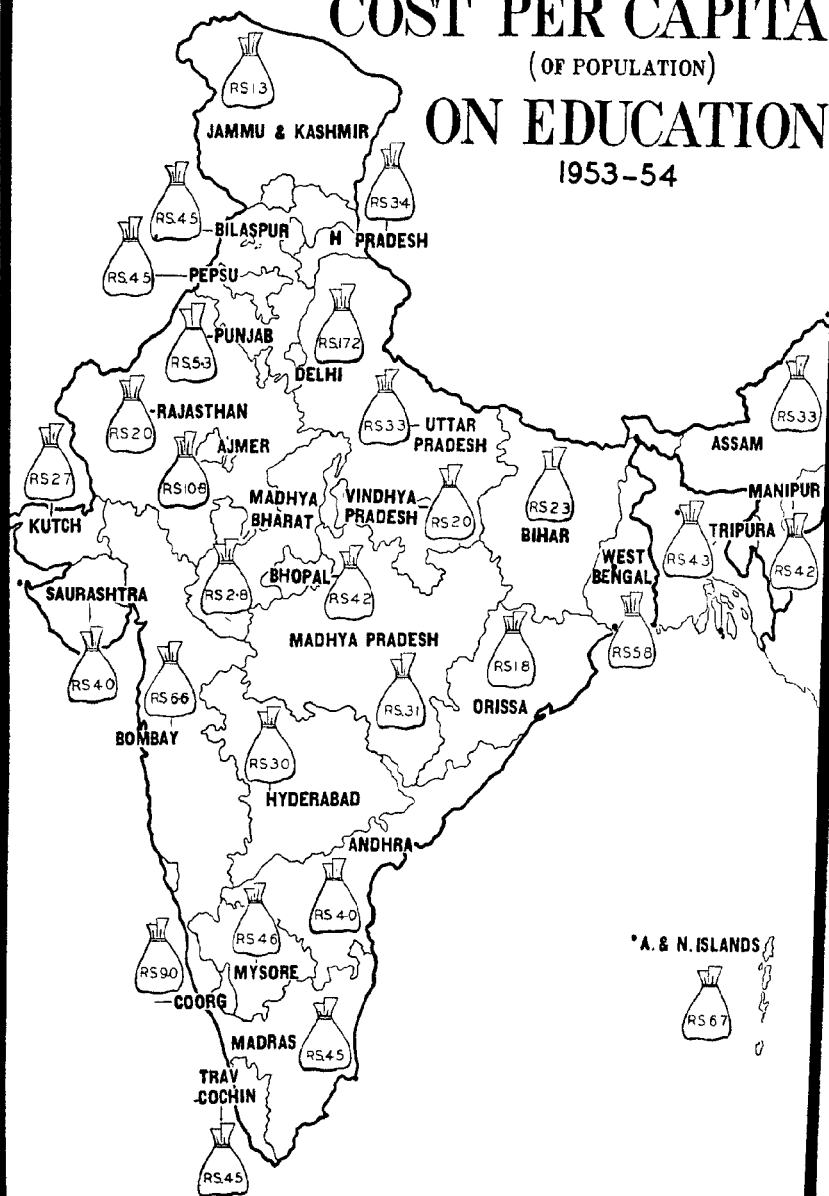 COST PER CAPITA
(OF POPULATION)
ON EDUCATION
1953-54
RS 1·3
JAMMU & KASHMIR
RS.4·5
BILASPUR
RS.3·4
H PRADESH
RS.4·5
PEPSU
RS.5·3
PUNJAB
RS.17·2
DELHI
RS 2·0
RAJASTHAN
RS 3·3
UTTAR
PRADESH
RS 3·3
ASSAM
RS 2·7
KUTCH
RS 10·8
AJMER
MADHYA
BHARAT
RS 2·8
VINDHYA
PRADESH
RS 2·0
RS 2·3
BIHAR
MANIPUR
RS 4·2
TRIPURA
RS 4·3
WEST
BENGAL
RS 5·8
BHOPAL
RS 4·2
SAURASHTRA
RS 4·0
MADHYA PRADESH
RS.3·1
RS 1·8
ORISSA
RS 6·6
BOMBAY
RS 3·0
HYDERABAD
ANDHRA
RS 4·0
RS 4·6
MYSORE
RS 9·0
COORG
A. & N. ISLANDS
RS 6·7
MADRAS
RS.4·5
TRAV
-COCHIN
RS.4·5